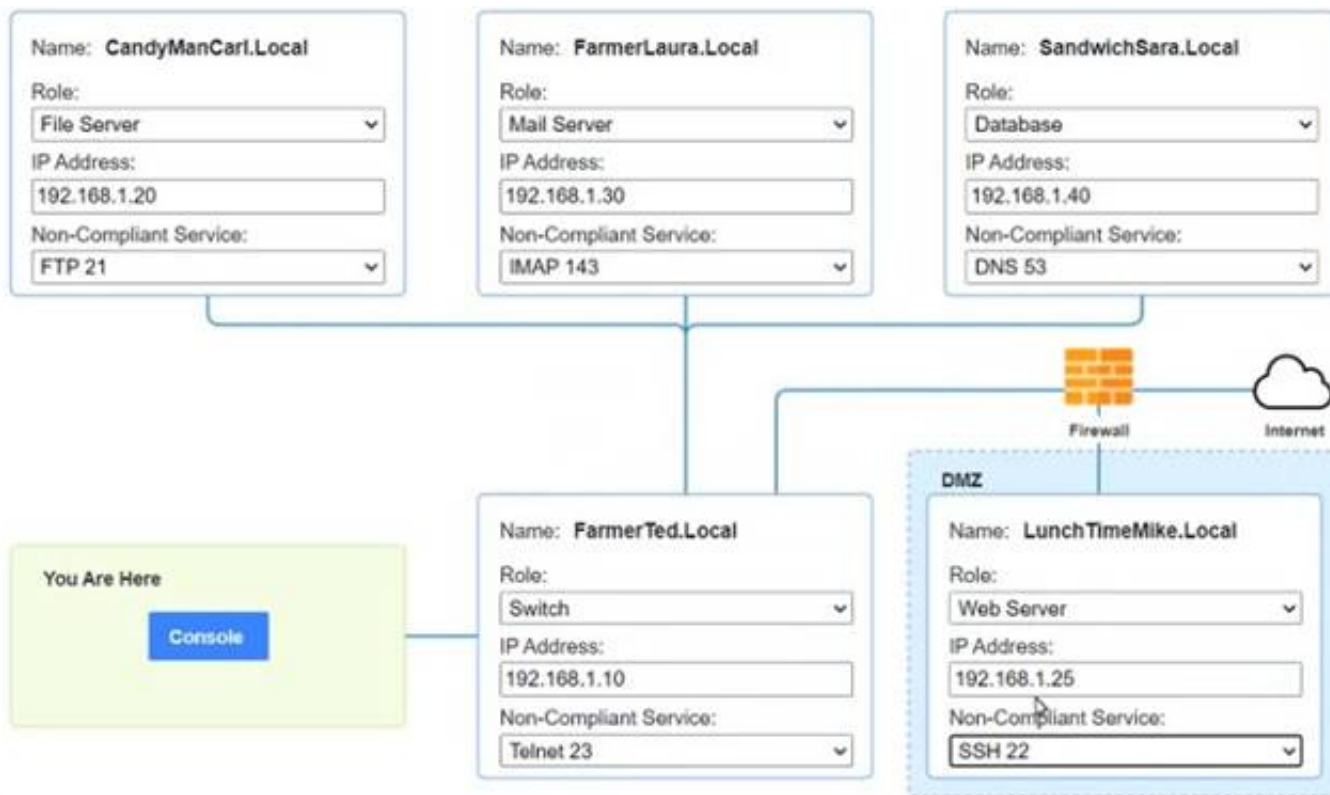 Name: CandyManCarl.Local
Role:
File Server
IP Address:
192.168.1.20
Non-Compliant Service:
FTP 21
Name: FarmerLaura.Local
Role:
Mail Server
IP Address:
192.168.1.30
Non-Compliant Service:
IMAP 143
Name: SandwichSara.Local
Role:
Database
IP Address:
192.168.1.40
Non-Compliant Service:
DNS 53
Firewall
Internet
You Are Here
Console
Name: FarmerTed.Local
Role:
Switch
IP Address:
192.168.1.10
Non-Compliant Service:
Telnet 23
DMZ
Name: LunchTimeMike.Local
Role:
Web Server
IP Address:
192.168.1.25
Non-Compliant Service:
SSH 22